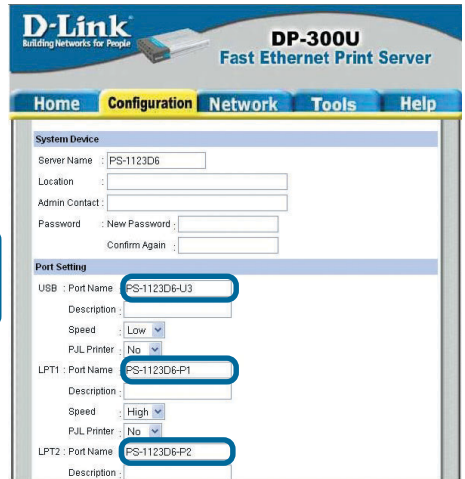 D-Link
Building Networks for People
DP-300U
Fast Ethernet Print Server
Home Configuration Network Tools Help
System Device
Server Name : PS-1123D6
Location :
Admin Contact :
Password : New Password :
Confirm Again :
Port Setting
USB : Port Name : PS-1123D6-U3
Description :
Speed : Low
PJL Printer : No
LPT1 : Port Name : PS-1123D6-P1
Description :
Speed : High
PJL Printer : No
LPT2 : Port Name : PS-1123D6-P2
Description :